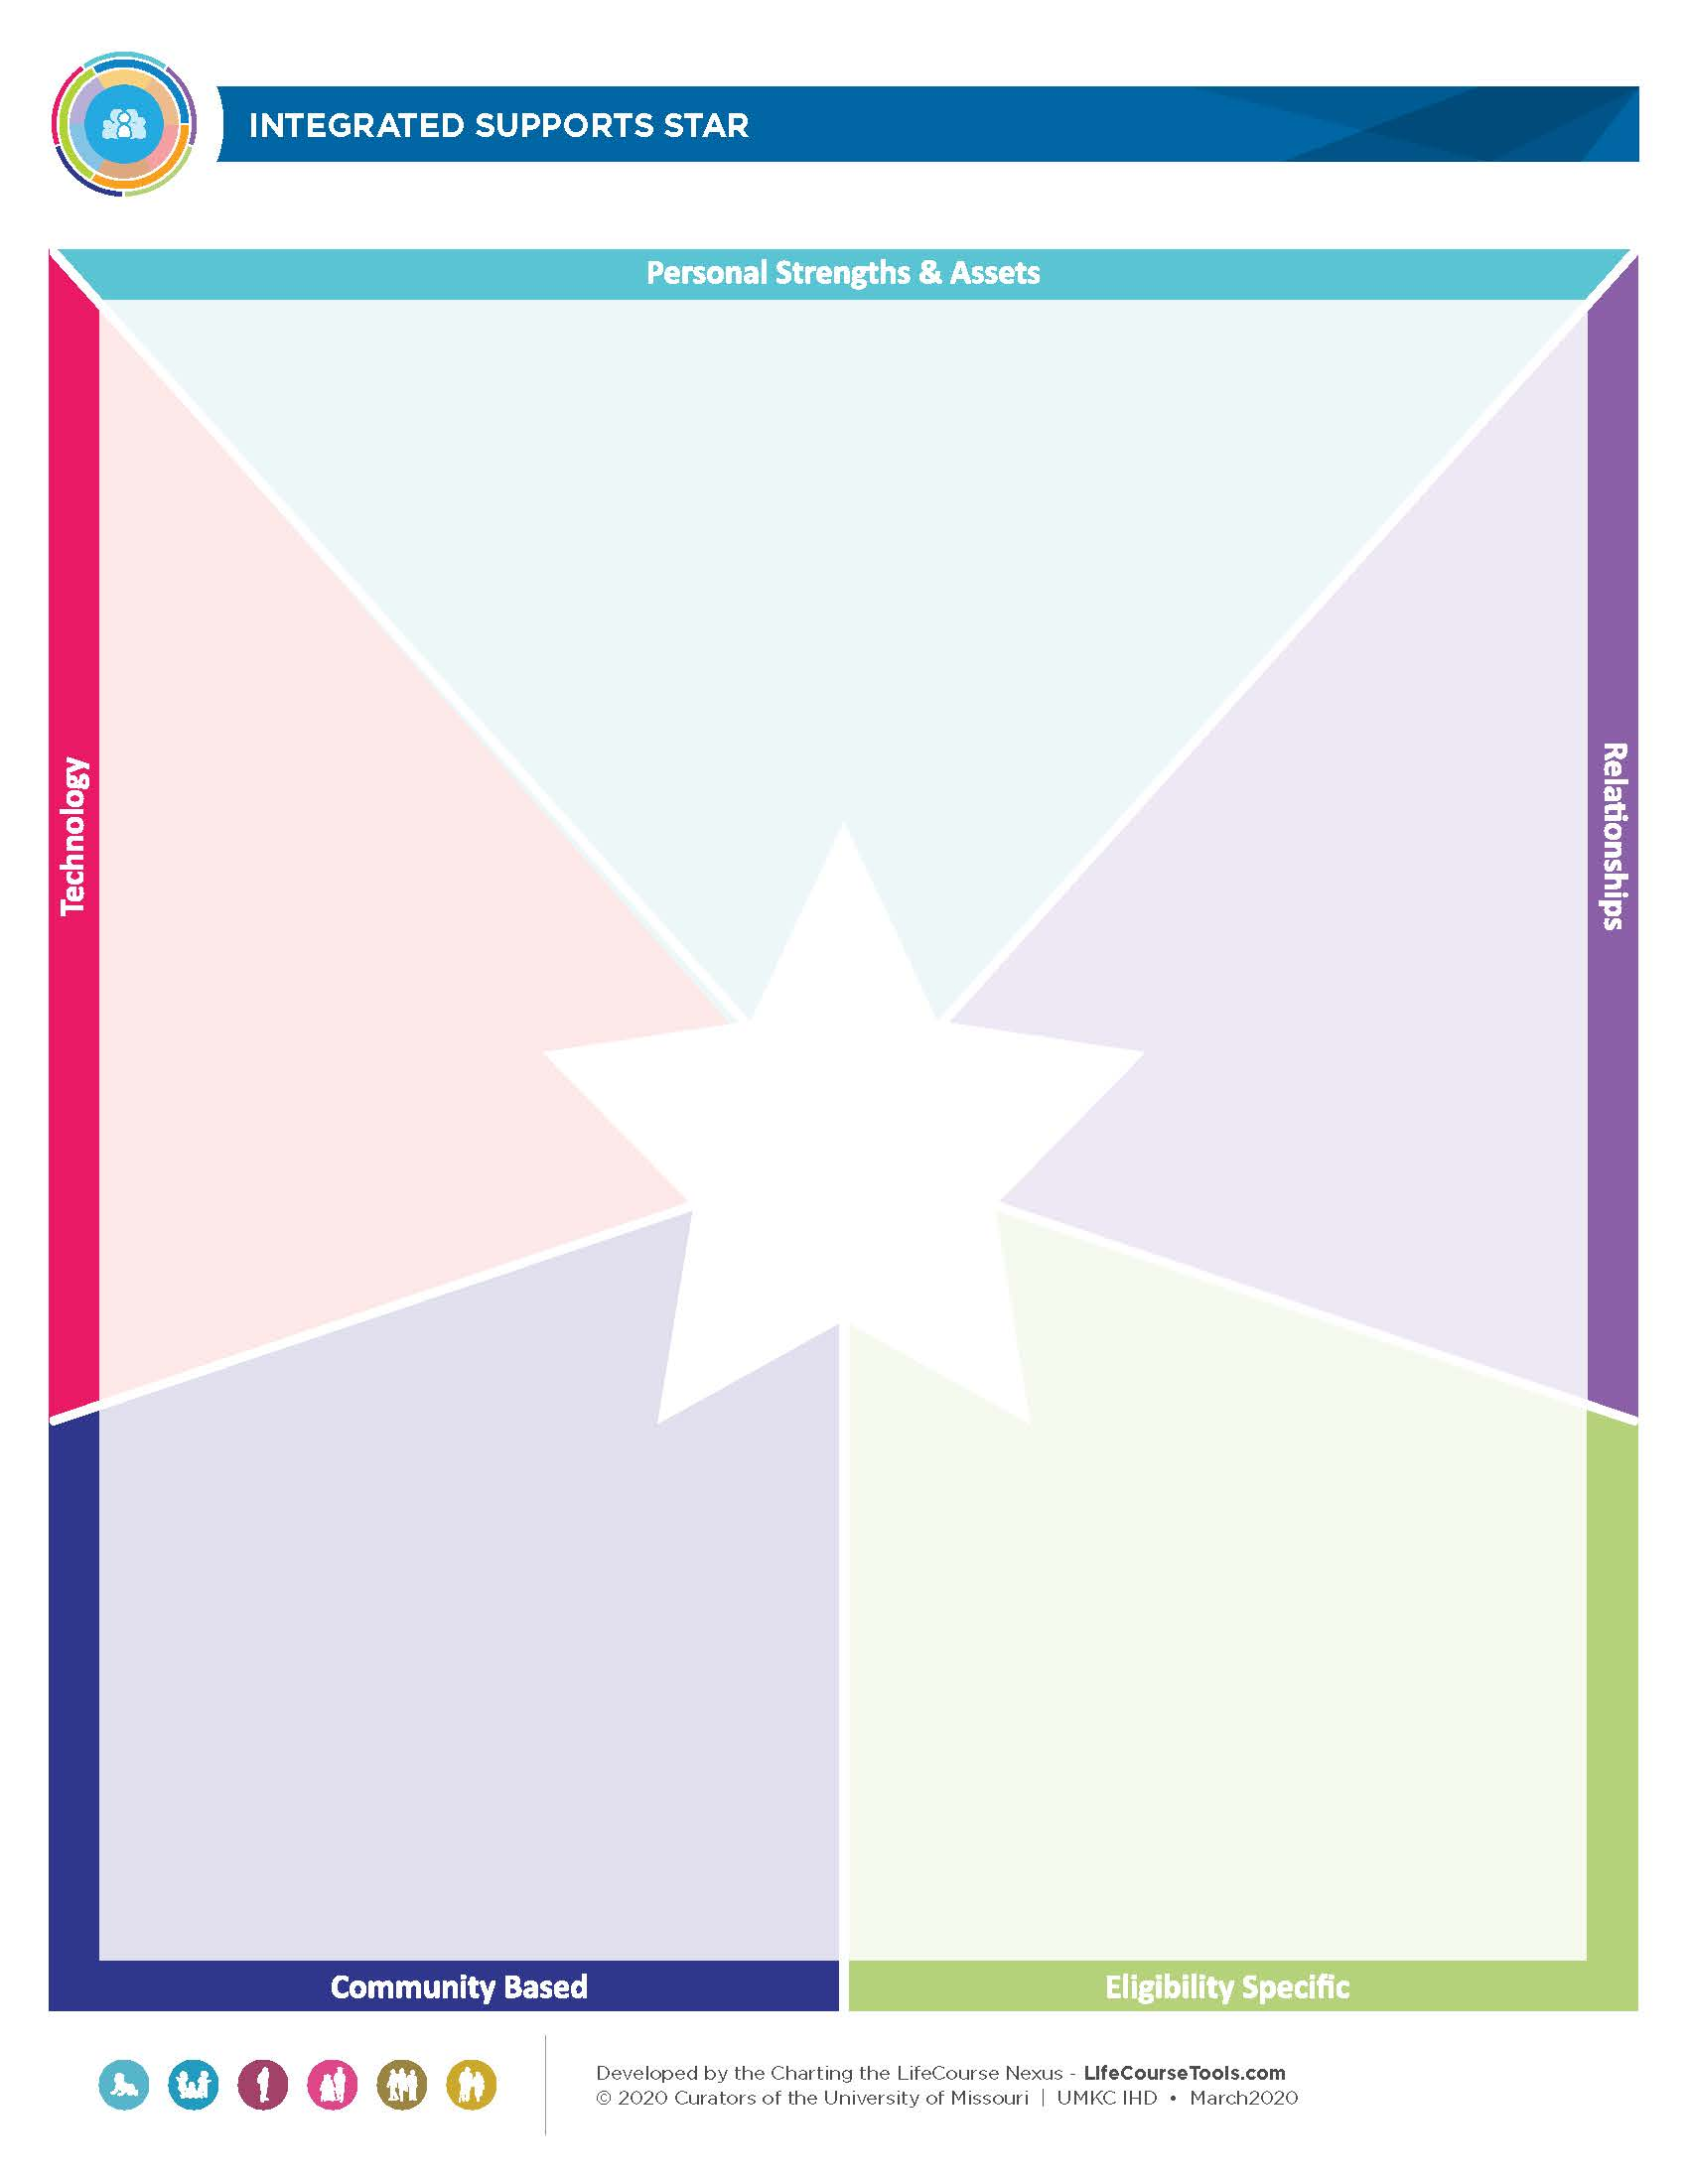 INTEGRATED SUPPORTS STAR
Personal Strengths & Assets
Technology
Relationships
Community Based
Eligibility Specific
Developed by the Charting the LifeCourse Nexus - LifeCourseTools.com
© 2020 Curators of the University of Missouri | UMKC IHD • March2020